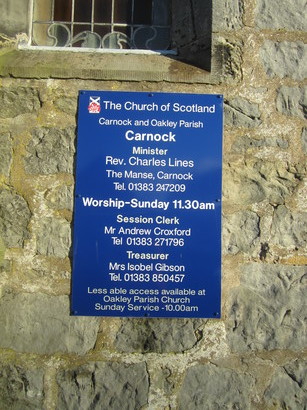 The Church of Scotland
Carnock and Oakley Parish
Carnock
Minister
Rev. Charles Lines
The Manse, Carnock
Tel. 01383 247209
Worship-Sunday 11.30am
Session Clerk
Mr Andrew Croxford
Tel 01383 271796
Treasurer
Mrs Isobel Gibson
Tel. 01383 850457
Less able access available at
Oakley Parish Church
Sunday Service -10.00am